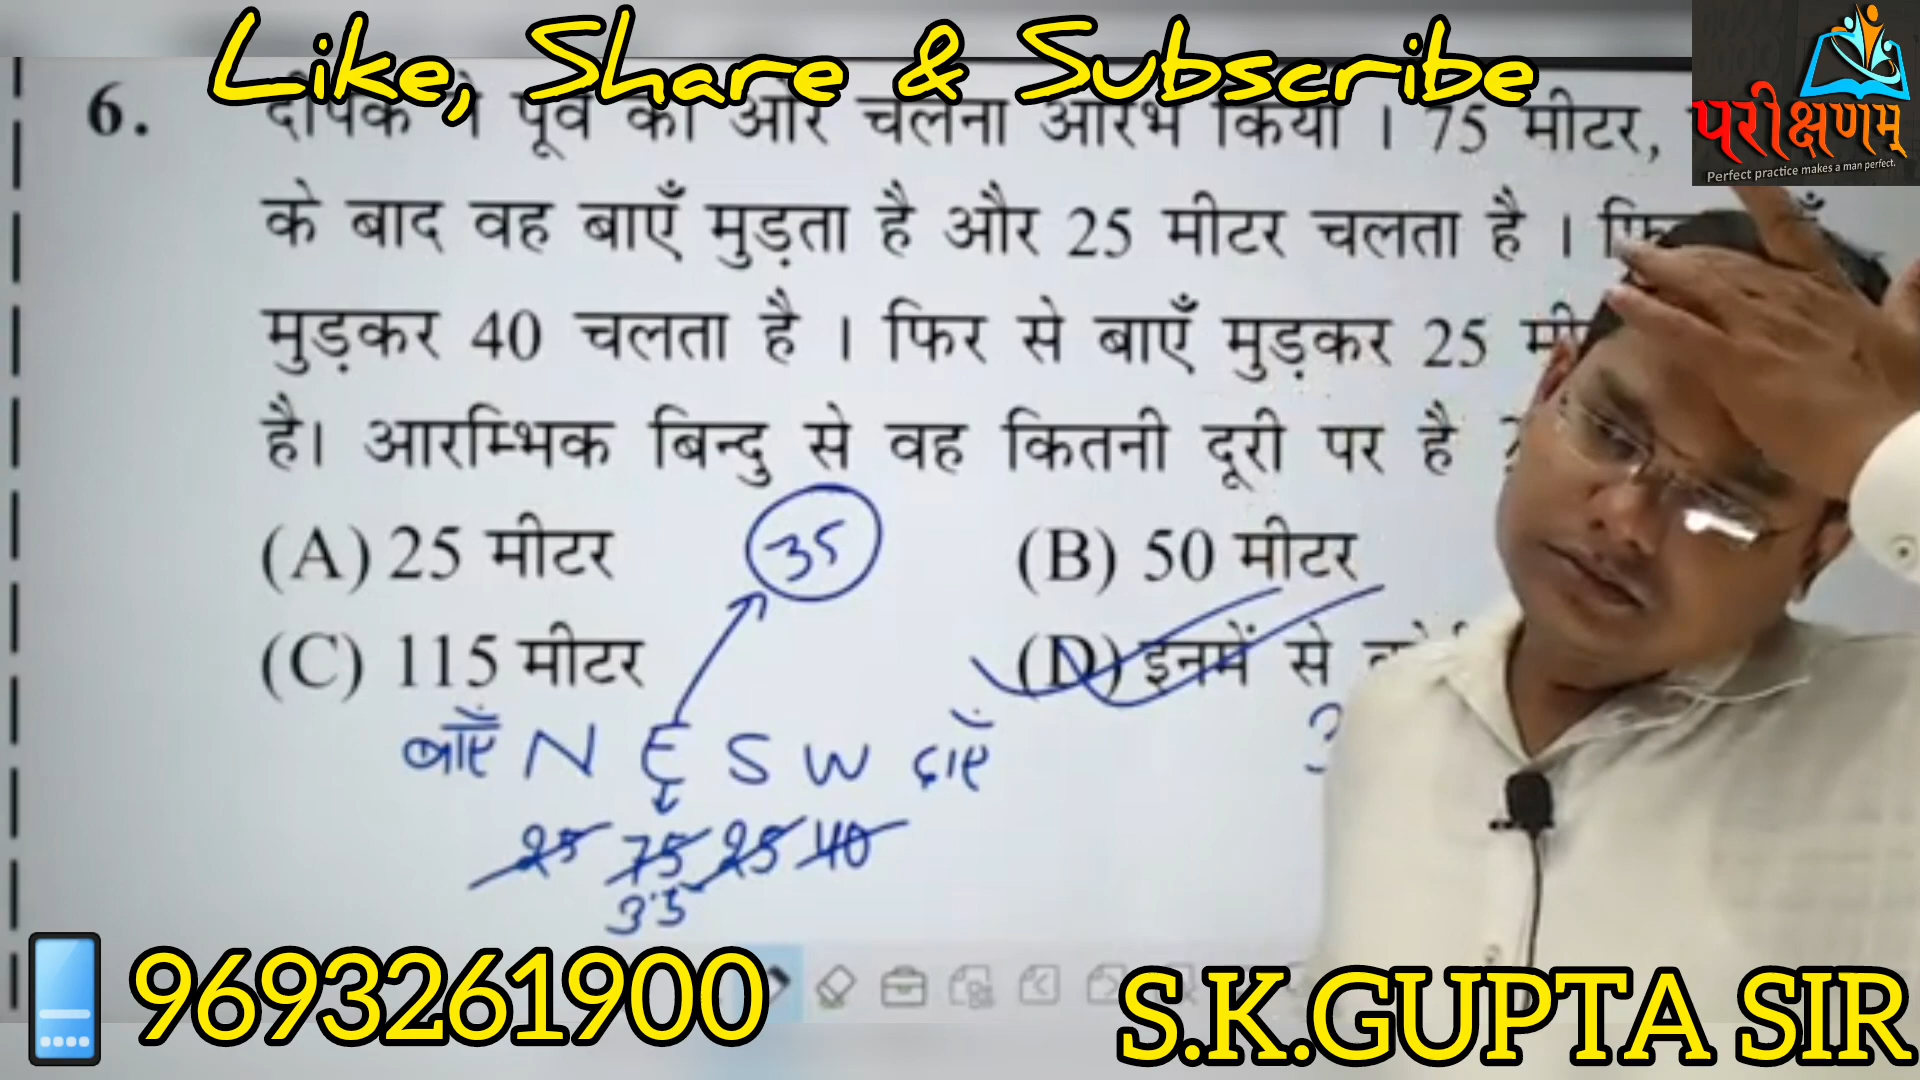 Like, Share & Subscribe
परीक्षणम्
Perfect practice makes a man perfect.
6. दीपक ने पूर्व की ओर चलना आरंभ किया । 75 मीटर,
के बाद वह बाएँ मुड़ता है और 25 मीटर चलता है ।
मुड़कर 40 चलता है । फिर से बाएँ मुड़कर 25
है। आरम्भिक बिन्दु से वह कितनी दूरी पर है
(A) 25 मीटर 35 (B) 50 मीटर
(C) 115 मीटर (D) इनमें से
बाँए N E S W दाएँ
25 75 25 40
35
9693261900
S.K.GUPTA SIR